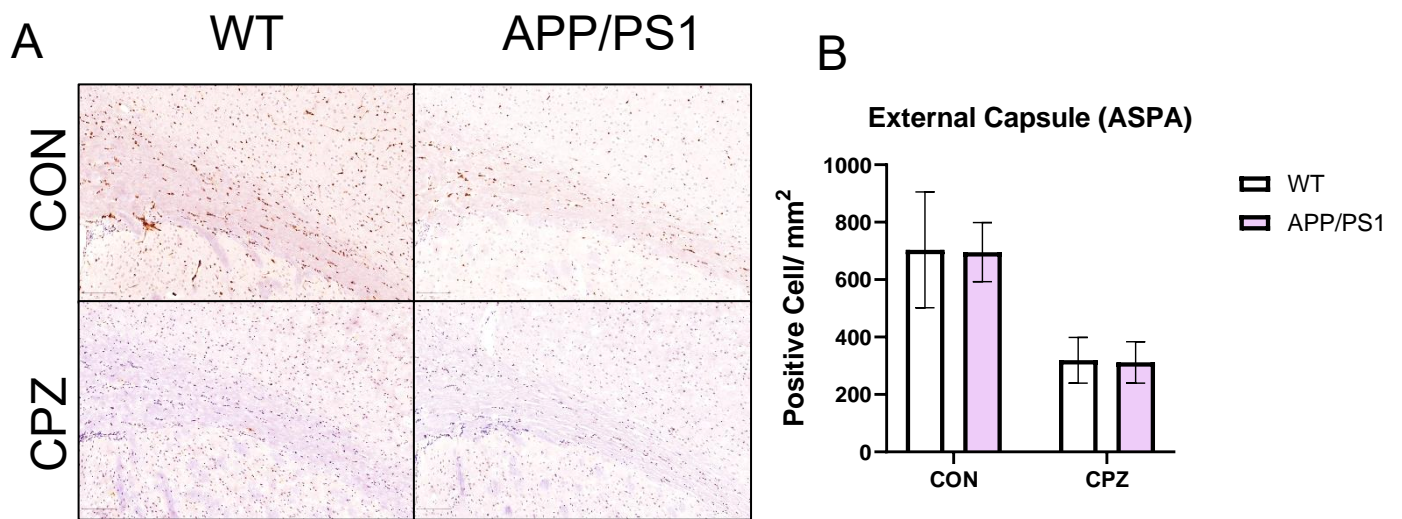 A
WT
APP/PS1
CON
CPZ
B
External Capsule (ASPA)
Positive Cell/ mm²
1000
800
600
400
200
0
CON
CPZ
WT
APP/PS1